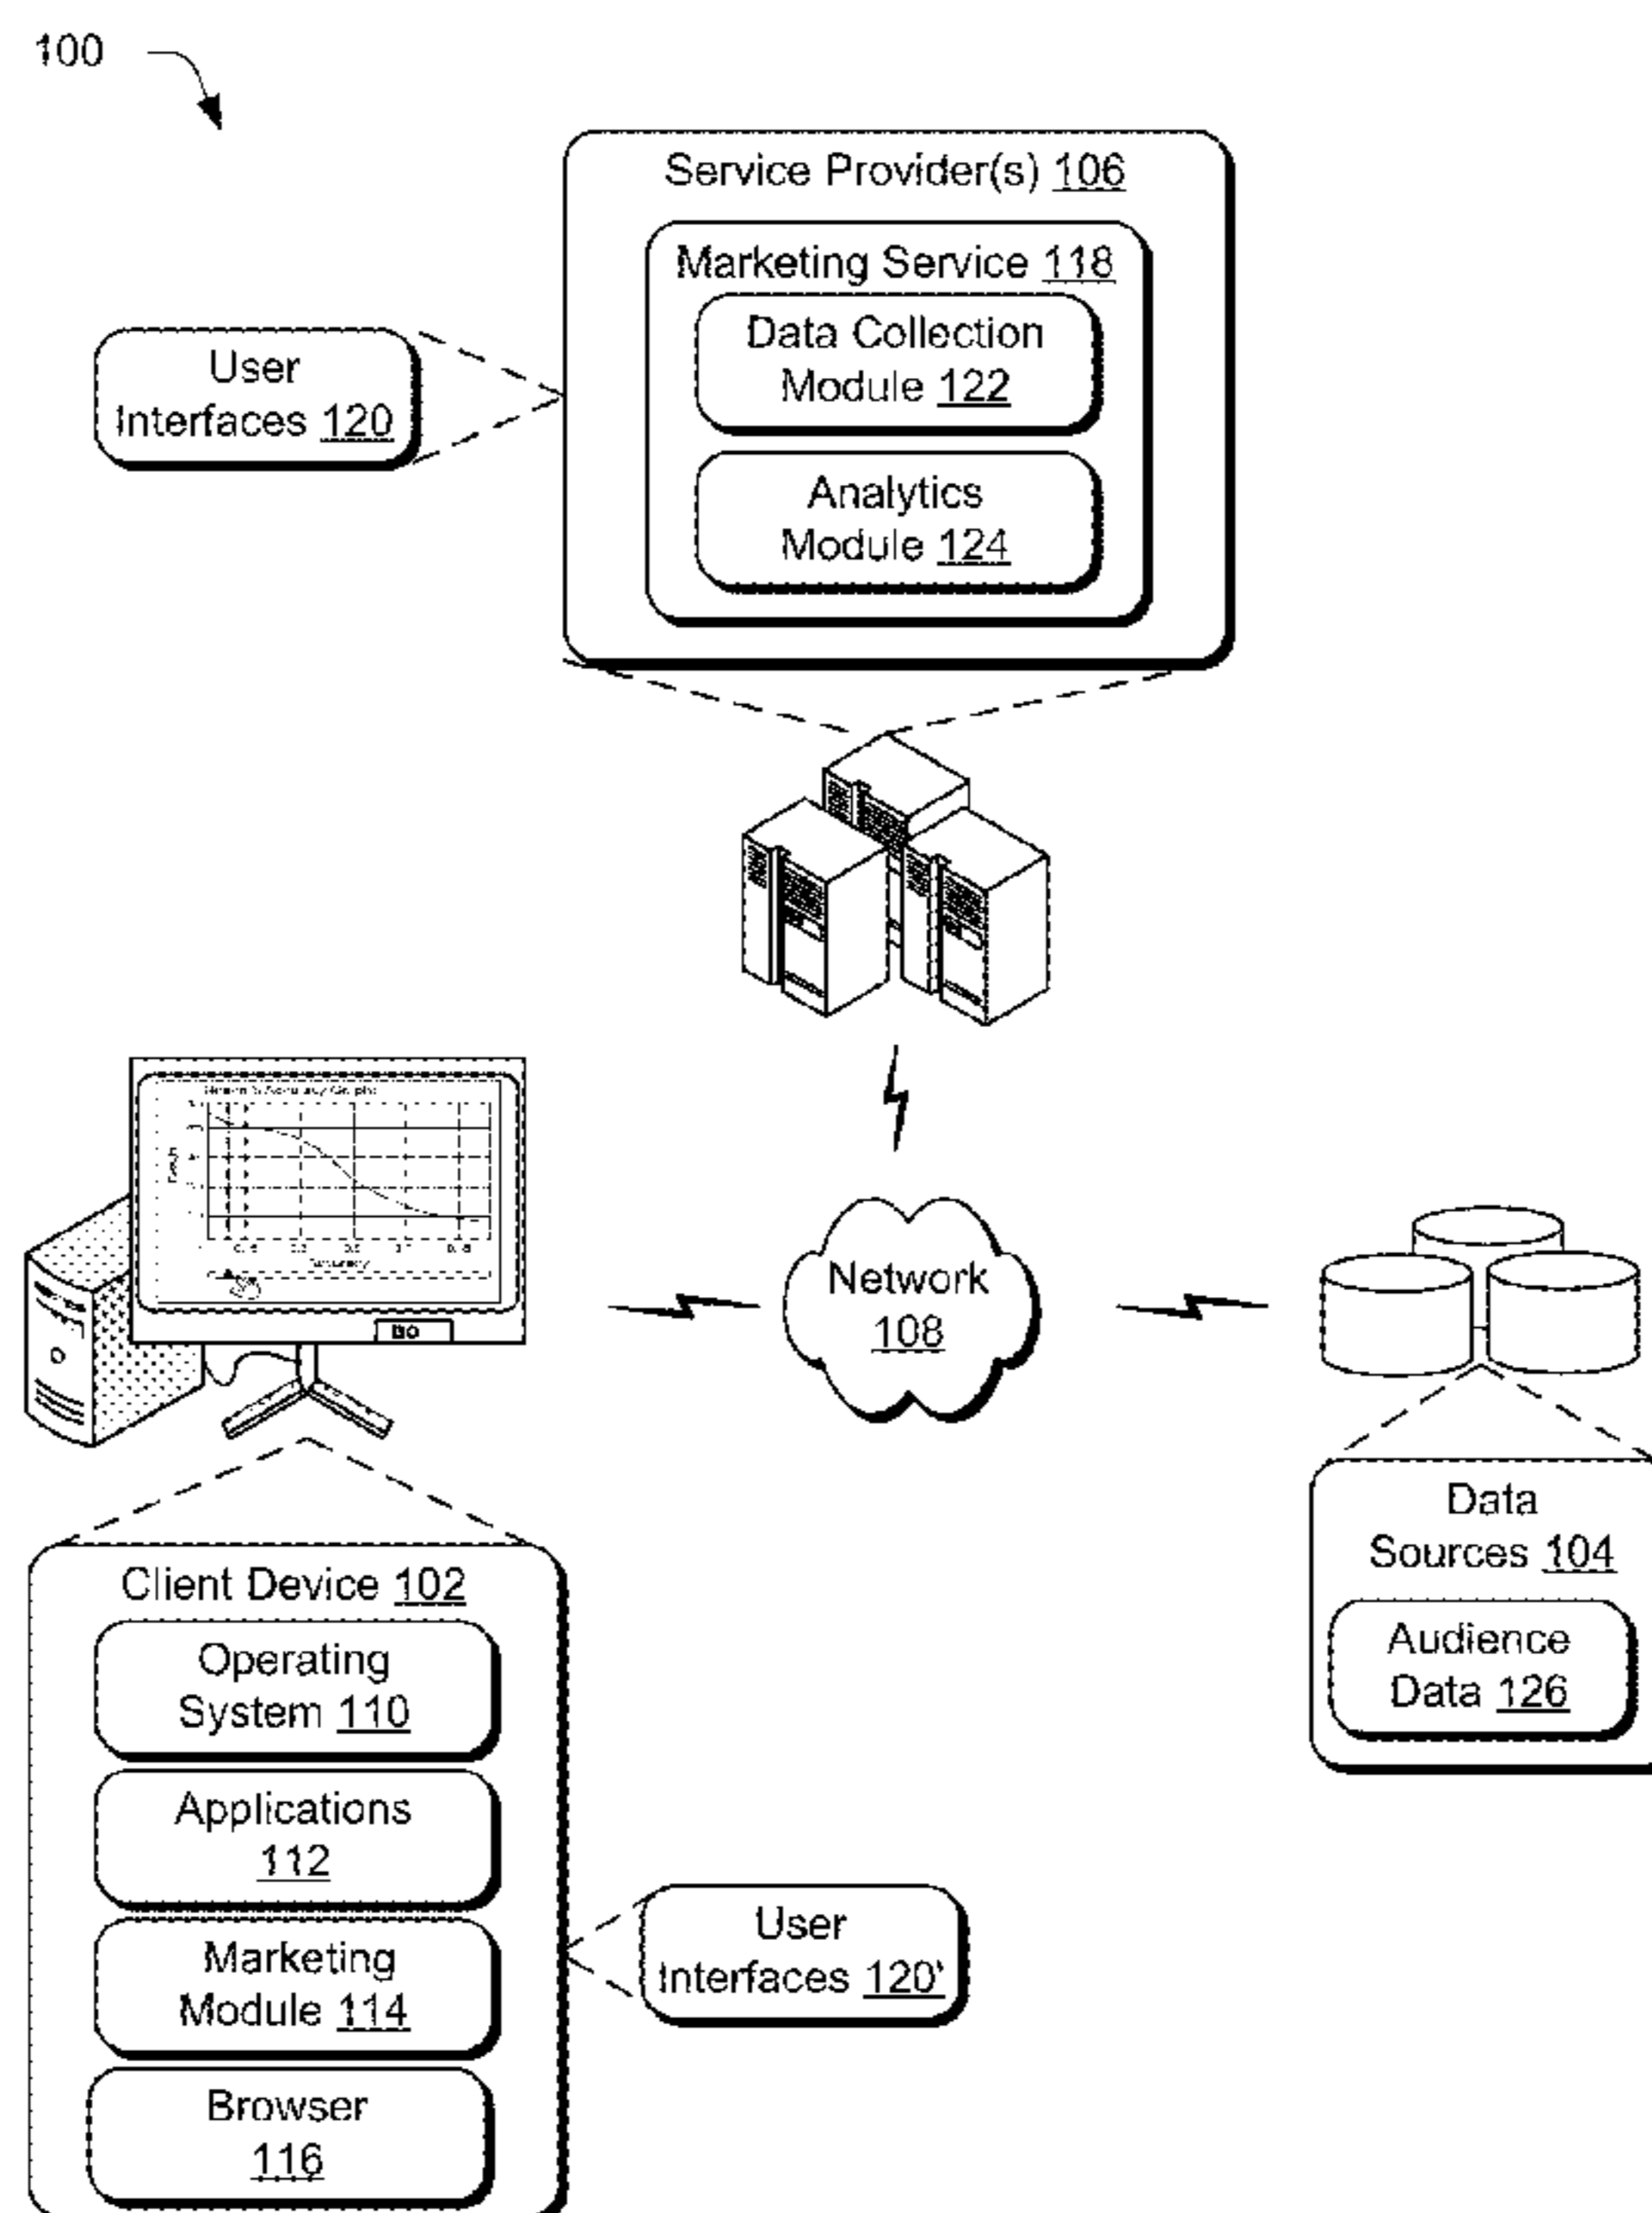 100
Service Provider(s) 106
Marketing Service 118
Data Collection
Module 122
Analytics
Module 124
User
Interfaces 120
Network
108
Data
Sources 104
Audience
Data 126
Client Device 102
Operating
System 110
Applications
112
Marketing
Module 114
Browser
116
User
Interfaces 120'